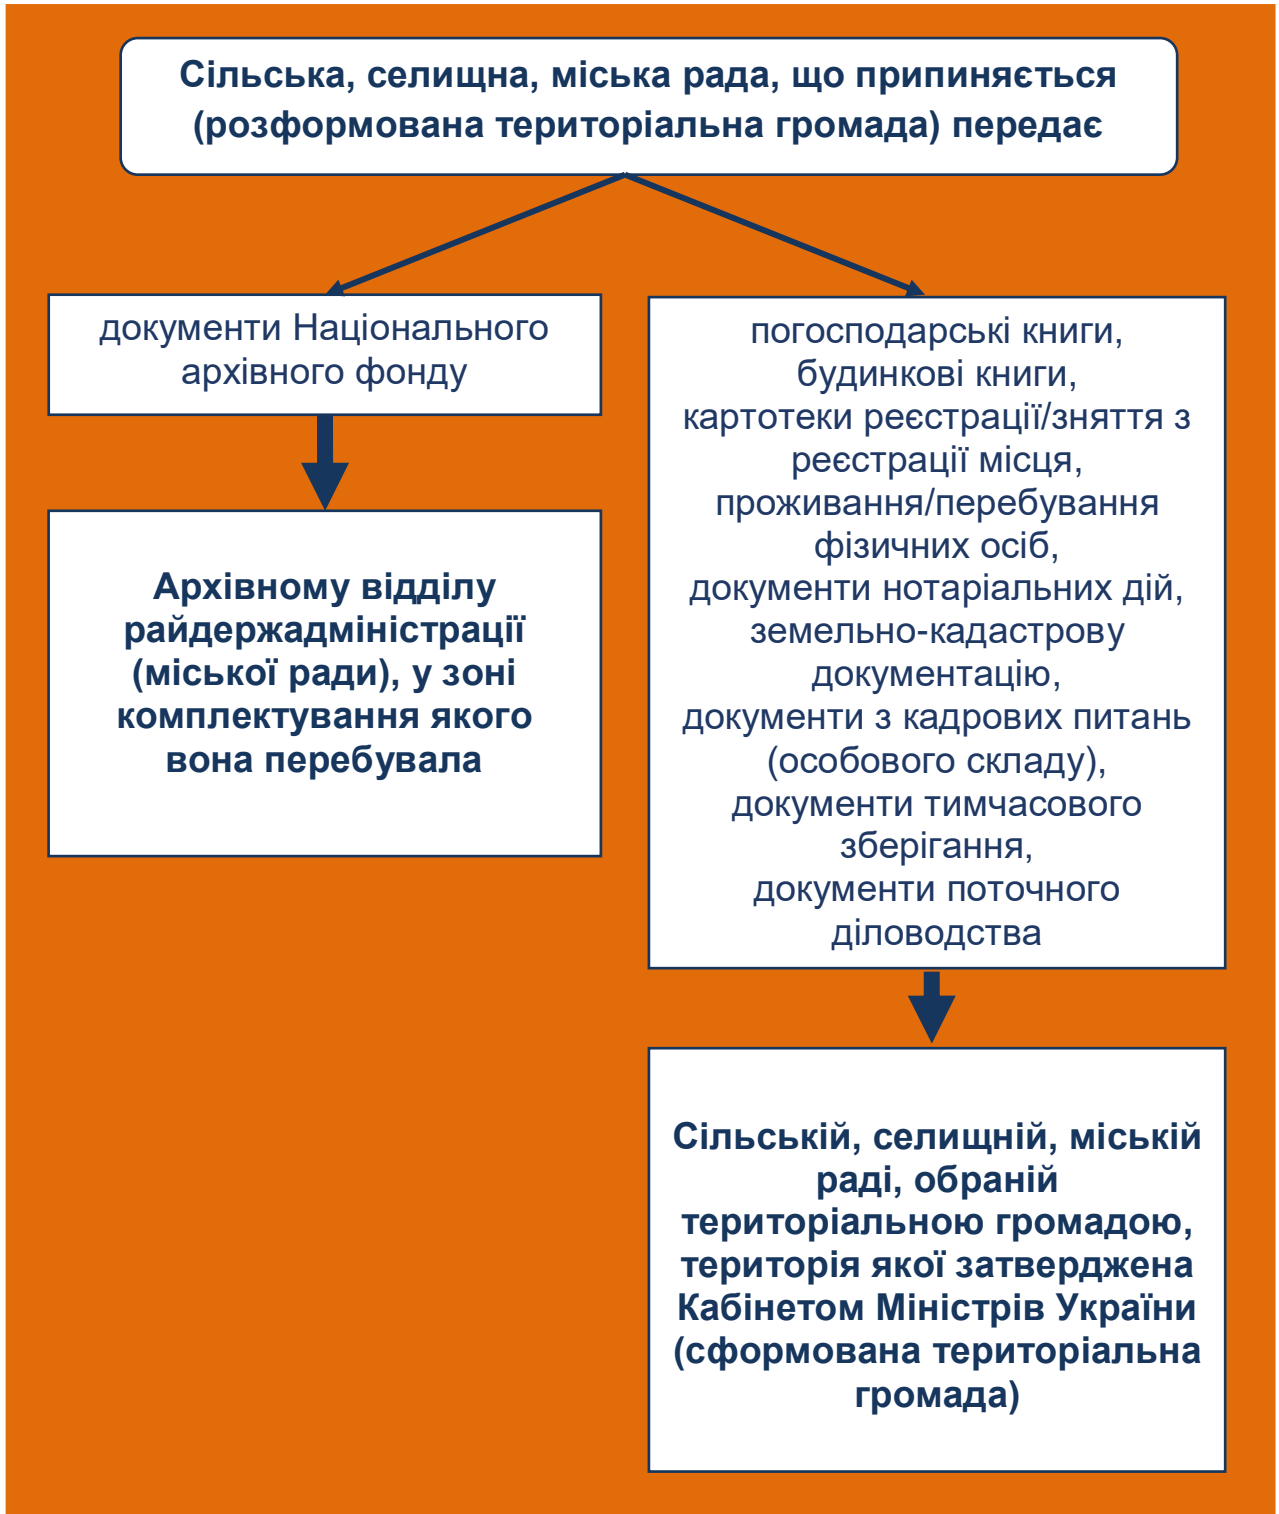 Сільська, селищна, міська рада, що припиняється
(розформована територіальна громада) передає
документи Національного
архівного фонду
Архівному відділу
райдержадміністрації
(міської ради), у зоні
комплектування якого
вона перебувала
погосподарські книги,
будинкові книги,
картотеки реєстрації/зняття з
реєстрації місця,
проживання/перебування
фізичних осіб,
документи нотаріальних дій,
земельно-кадастрову
документацію,
документи з кадрових питань
(особового складу),
документи тимчасового
зберігання,
документи поточного
діловодства
Сільській, селищній, міській
раді, обраній
територіальною громадою,
територія якої затверджена
Кабінетом Міністрів України
(сформована територіальна
громада)